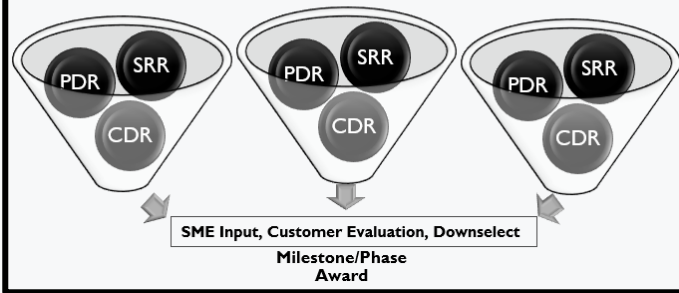 PDR SRR
CDR
PDR SRR
CDR
PDR SRR
CDR
SME Input, Customer Evaluation, Downselect
Milestone/Phase
Award